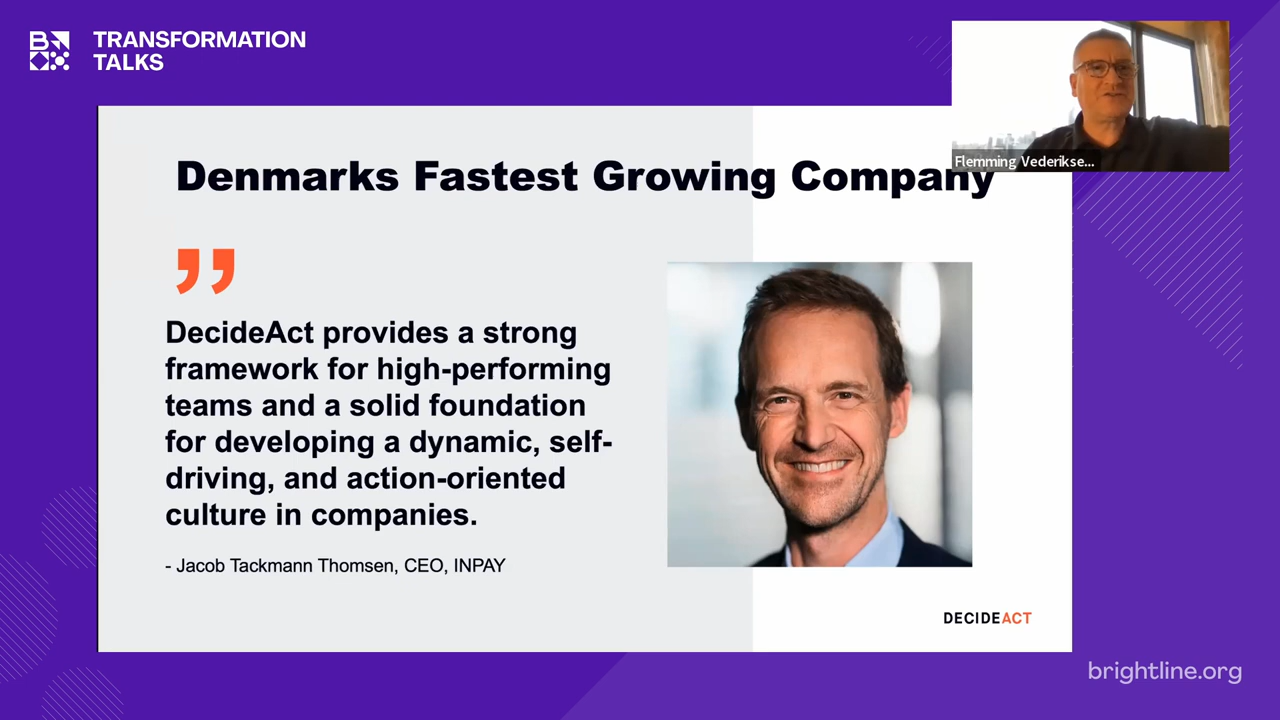 TRANSFORMATION
TALKS
Flemming Vederikse...
Denmarks Fastest Growing Company
”
DecideAct provides a strong
framework for high-performing
teams and a solid foundation
for developing a dynamic, self-
driving, and action-oriented
culture in companies.
- Jacob Tackmann Thomsen, CEO, INPAY
DECIDEACT
brightline.org